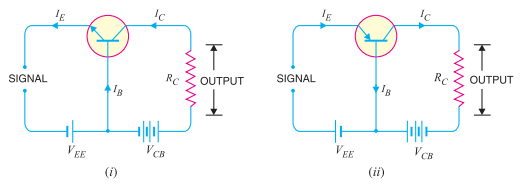 I_E I_C
SIGNAL R_C OUTPUT
I_B
V_EE V_CB
(i)
I_E I_C
SIGNAL R_C OUTPUT
I_B
V_EE V_CB
(ii)